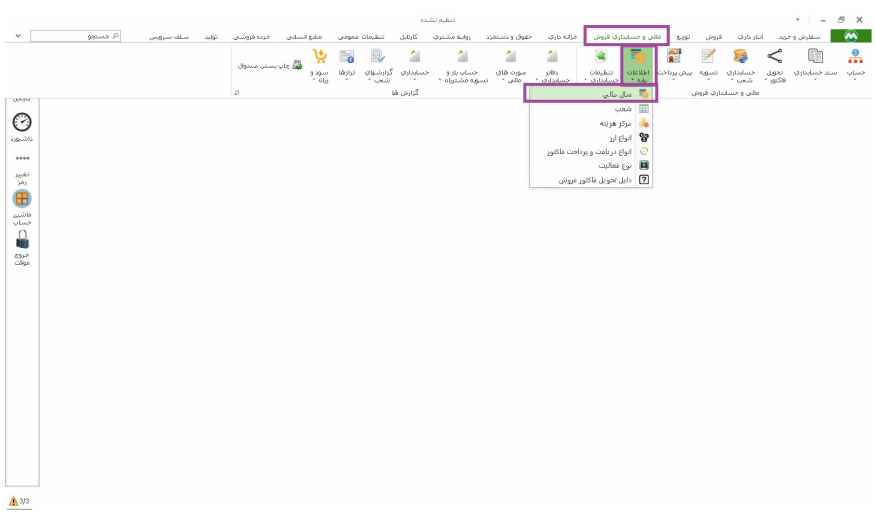 تنظیم نشده
سفارش و خرید انبار داری فروش توزیع مالی و حسابداری فروش خزانه داری حقوق و دستمزد روابط مشتری کارتابل تنظیمات عمومی منابع انسانی خرده فروشی تولید سلف سرویس جستجو
حساب سند حسابداری تحویل فاکتور حسابداری شعب تسویه پیش پرداخت اطلاعات پایه تنظیمات حسابداری دفاتر حسابداری صورت های مالی حساب باز و تسویه مشتریان حسابداری گزارشهای شعب ترازها سود و زیان چاپ بستن صندوق
مالی و حسابداری فروش گزارش ها
سال مالی
شعب
مرکز هزینه
انواع ارز
انواع دریافت و پرداخت فاکتور
نوع فعالیت
دلیل تحویل فاکتور فروش
کارتابل
داشبورد
تغییر
رمز
ماشین
حساب
خروج
موقت
3/3